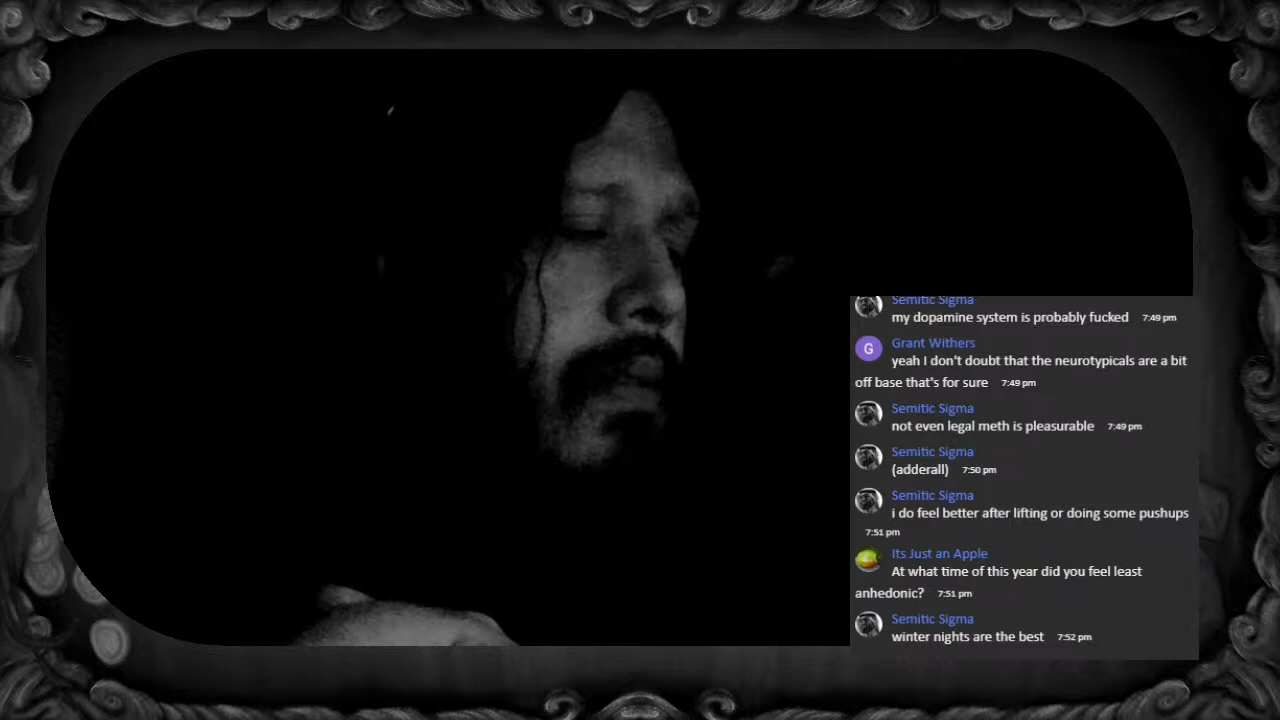 Semitic Sigma
my dopamine system is probably fucked 7:49 pm
G
Grant Withers
yeah I don't doubt that the neurotypicals are a bit
off base that's for sure 7:49 pm
Semitic Sigma
not even legal meth is pleasurable 7:49 pm
Semitic Sigma
(adderall) 7:50 pm
Semitic Sigma
i do feel better after lifting or doing some pushups
7:51 pm
Its Just an Apple
At what time of this year did you feel least
anhedonic? 7:51 pm
Semitic Sigma
winter nights are the best 7:52 pm